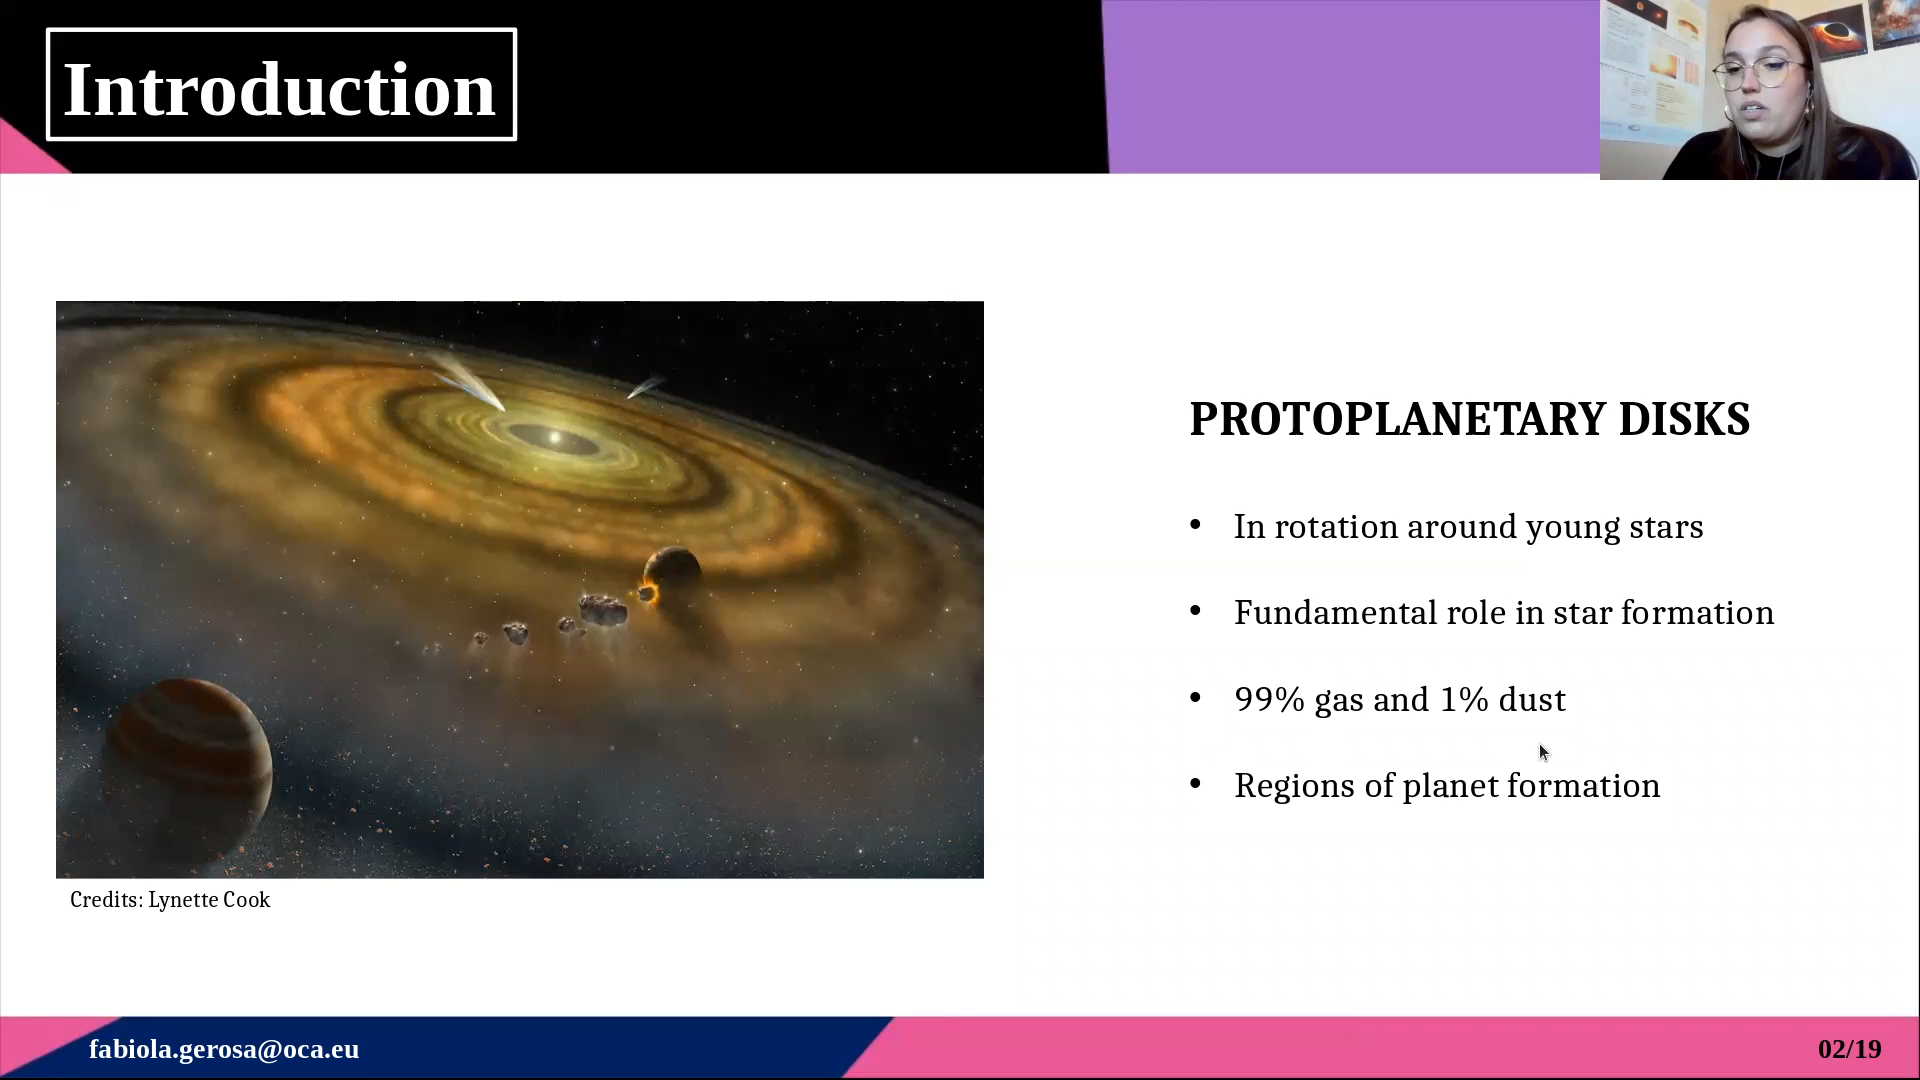 Introduction
PROTOPLANETARY DISKS
• In rotation around young stars
• Fundamental role in star formation
• 99% gas and 1% dust
• Regions of planet formation
Credits: Lynette Cook
fabiola.gerosa@oca.eu
02/19